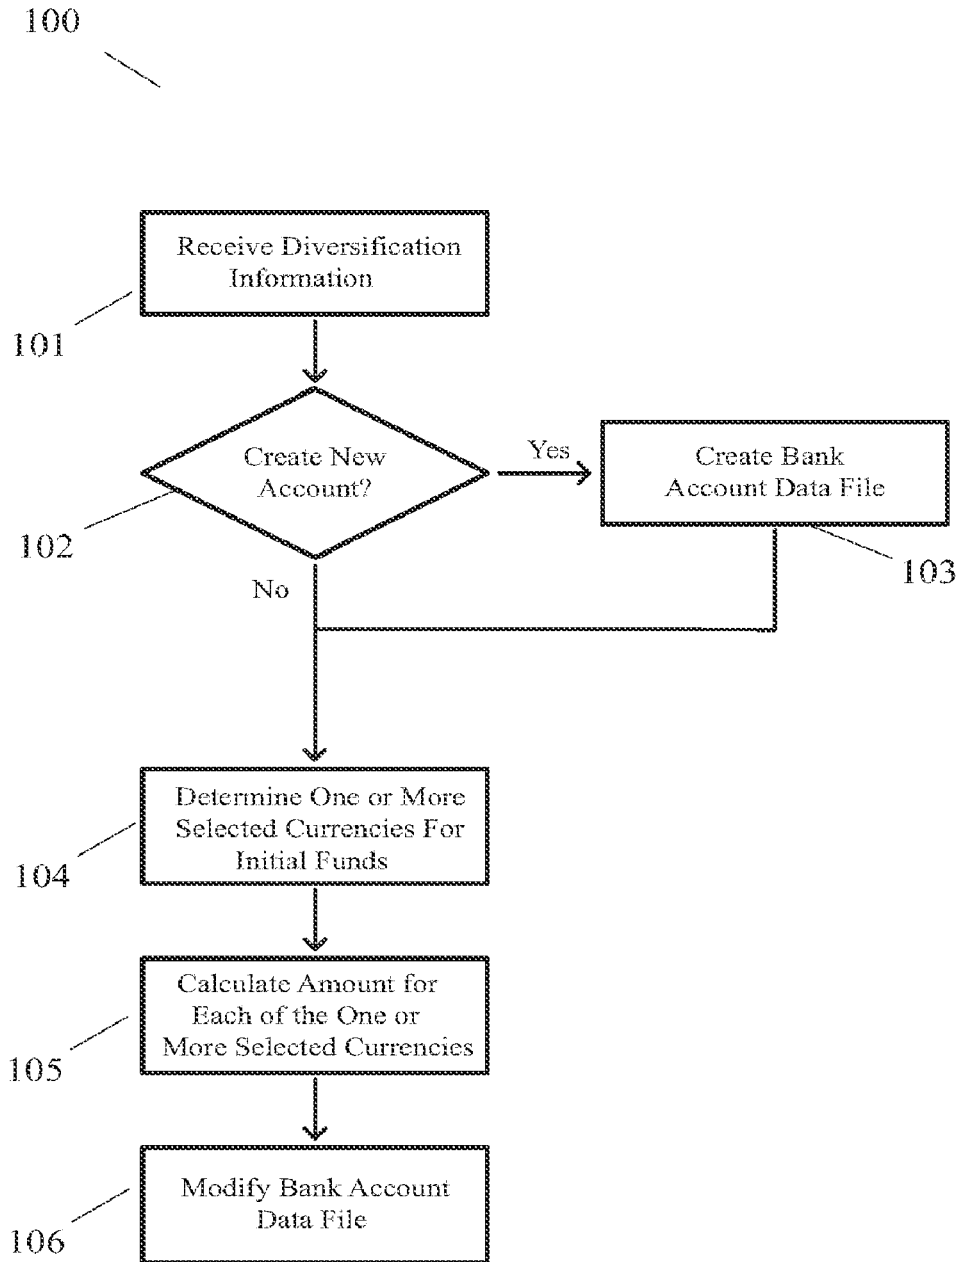 100
Receive Diversification
Information
101
Create New
Account?
102
Yes
Create Bank
Account Data File
103
No
Determine One or More
Selected Currencies For
Initial Funds
104
Calculate Amount for
Each of the One or
More Selected Currencies
105
Modify Bank Account
Data File
106